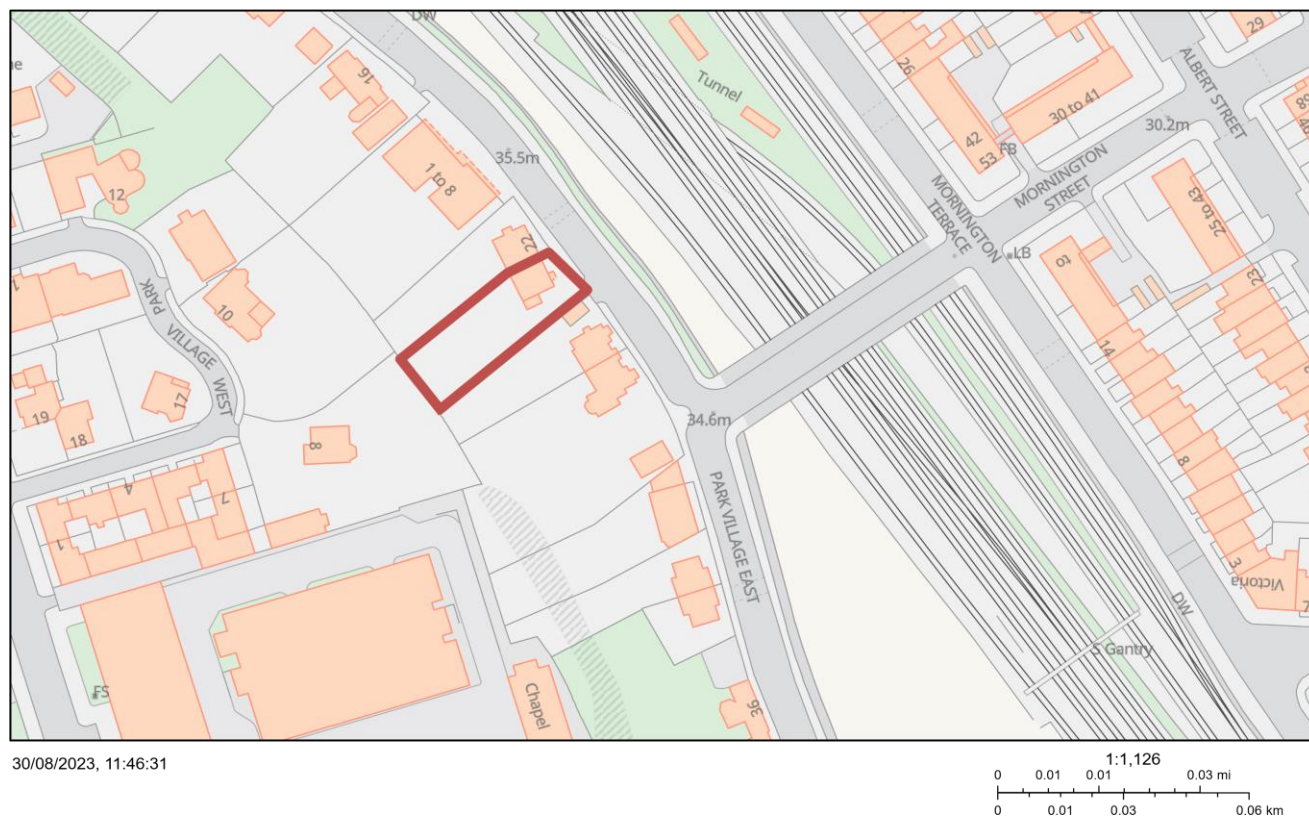 DW
16
1 to 8
35.5m
Tunnel
26
42
53
FB
30 to 41
29
ALBERT STREET
30.2m
MORNINGTON
STREET
MORNINGTON
TERRACE
LB
25 to 43
23
to
12
22
10
PARK VILLAGE WEST
17
19
18
8
4
7
1
34.6m
PARK VILLAGE EAST
14
8
3
Victoria
DW
S Gantry
FS
Chapel
36
30/08/2023, 11:46:31
1:1,126
0 0.01 0.01 0.03 mi
0 0.01 0.03 0.06 km